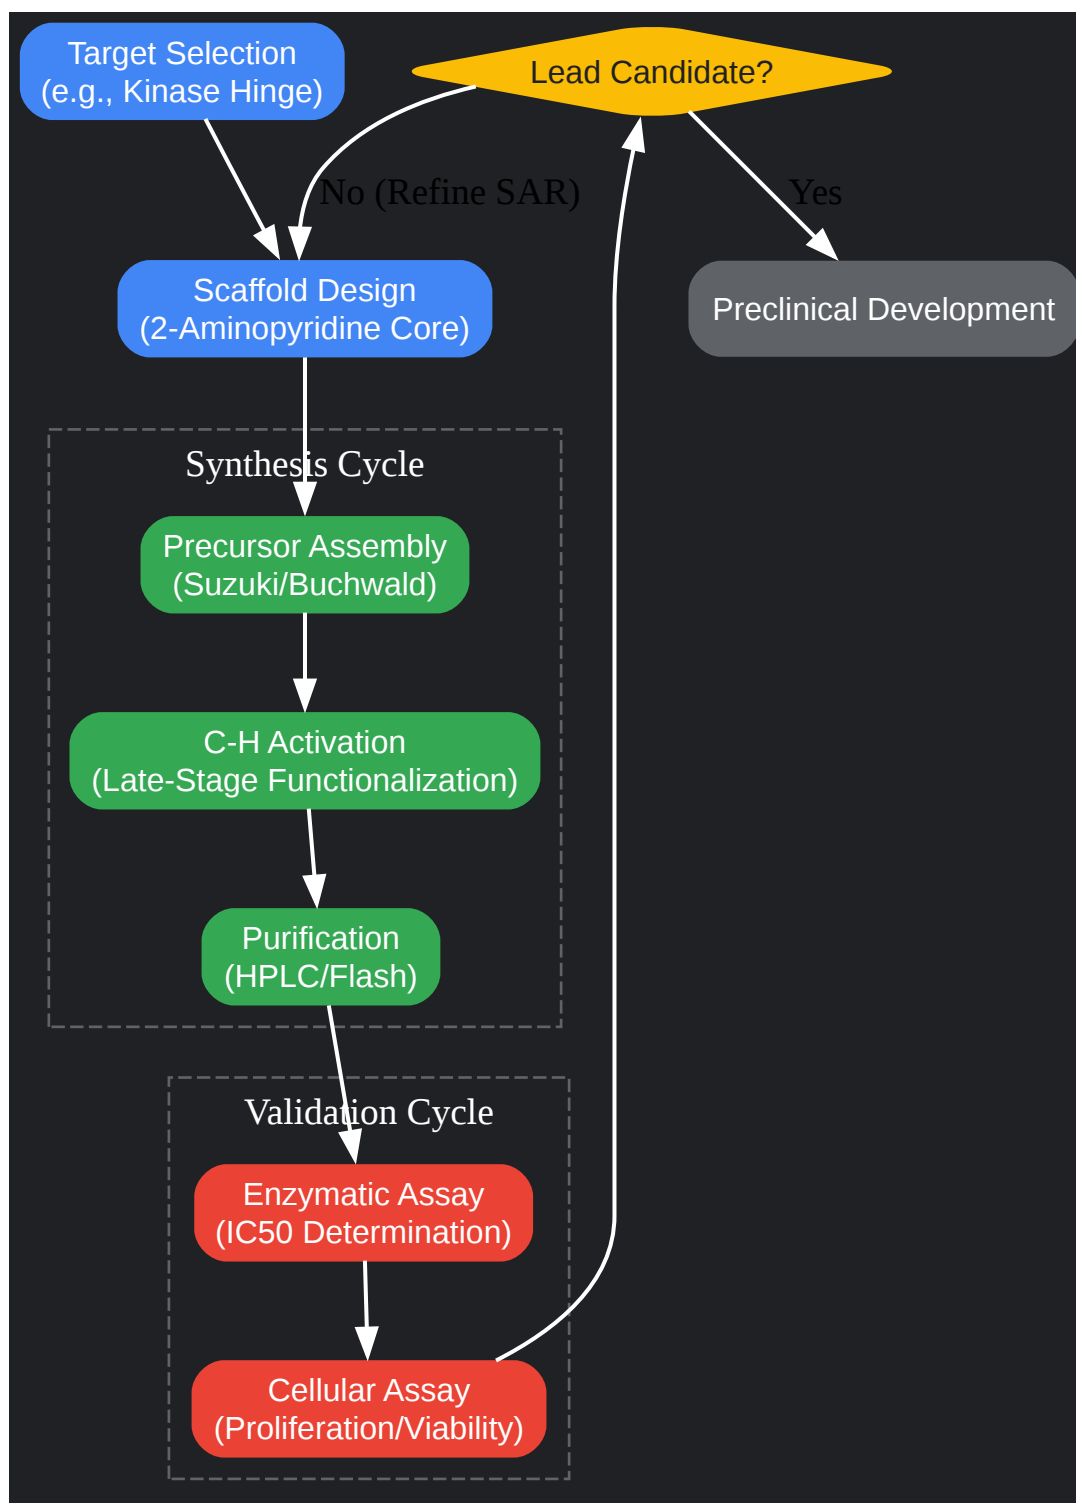 Target Selection
(e.g., Kinase Hinge)
Lead Candidate?
No (Refine SAR)
Yes
Scaffold Design
(2-Aminopyridine Core)
Preclinical Development
Synthesis Cycle
Precursor Assembly
(Suzuki/Buchwald)
C-H Activation
(Late-Stage Functionalization)
Purification
(HPLC/Flash)
Validation Cycle
Enzymatic Assay
(IC50 Determination)
Cellular Assay
(Proliferation/Viability)